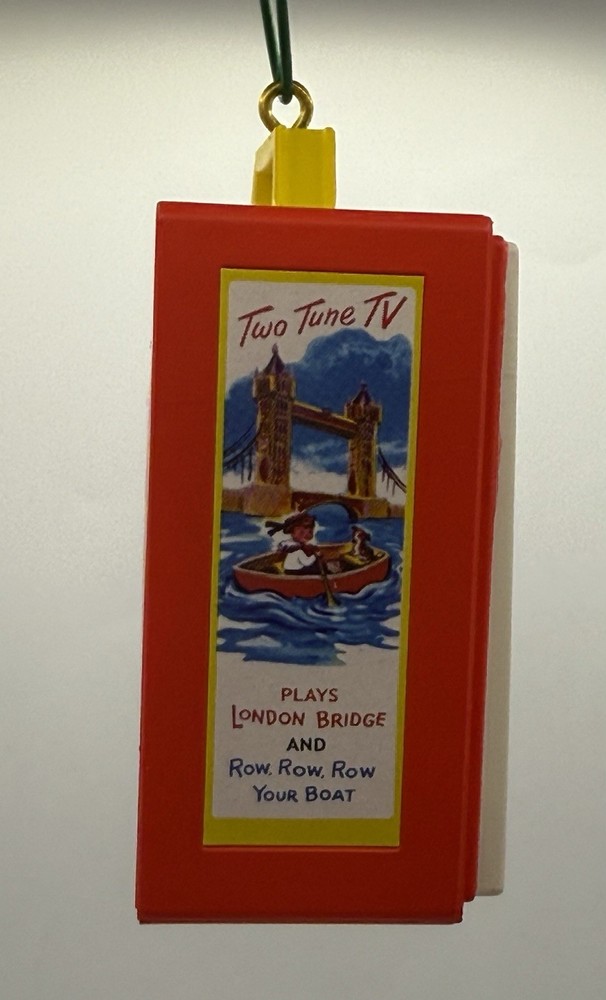 Two Tune TV
PLAYS
LONDON BRIDGE
AND
ROW, ROW, ROW
YOUR BOAT